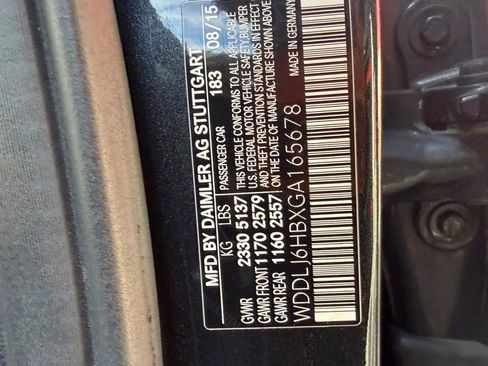 MFD BY DAIMLER AG STUTTGART
PASSENGER CAR 183 08/15
KG LBS
GVWR 2330 5137
GAWR FRONT 1170 2579
GAWR REAR 1160 2557
THIS VEHICLE CONFORMS TO ALL APPLICABLE
U.S. FEDERAL MOTOR VEHICLE SAFETY, BUMPER
AND THEFT PREVENTION STANDARDS IN EFFECT
ON THE DATE OF MANUFACTURE SHOWN ABOVE
MADE IN GERMANY
WDDLJ6HBXGA165678